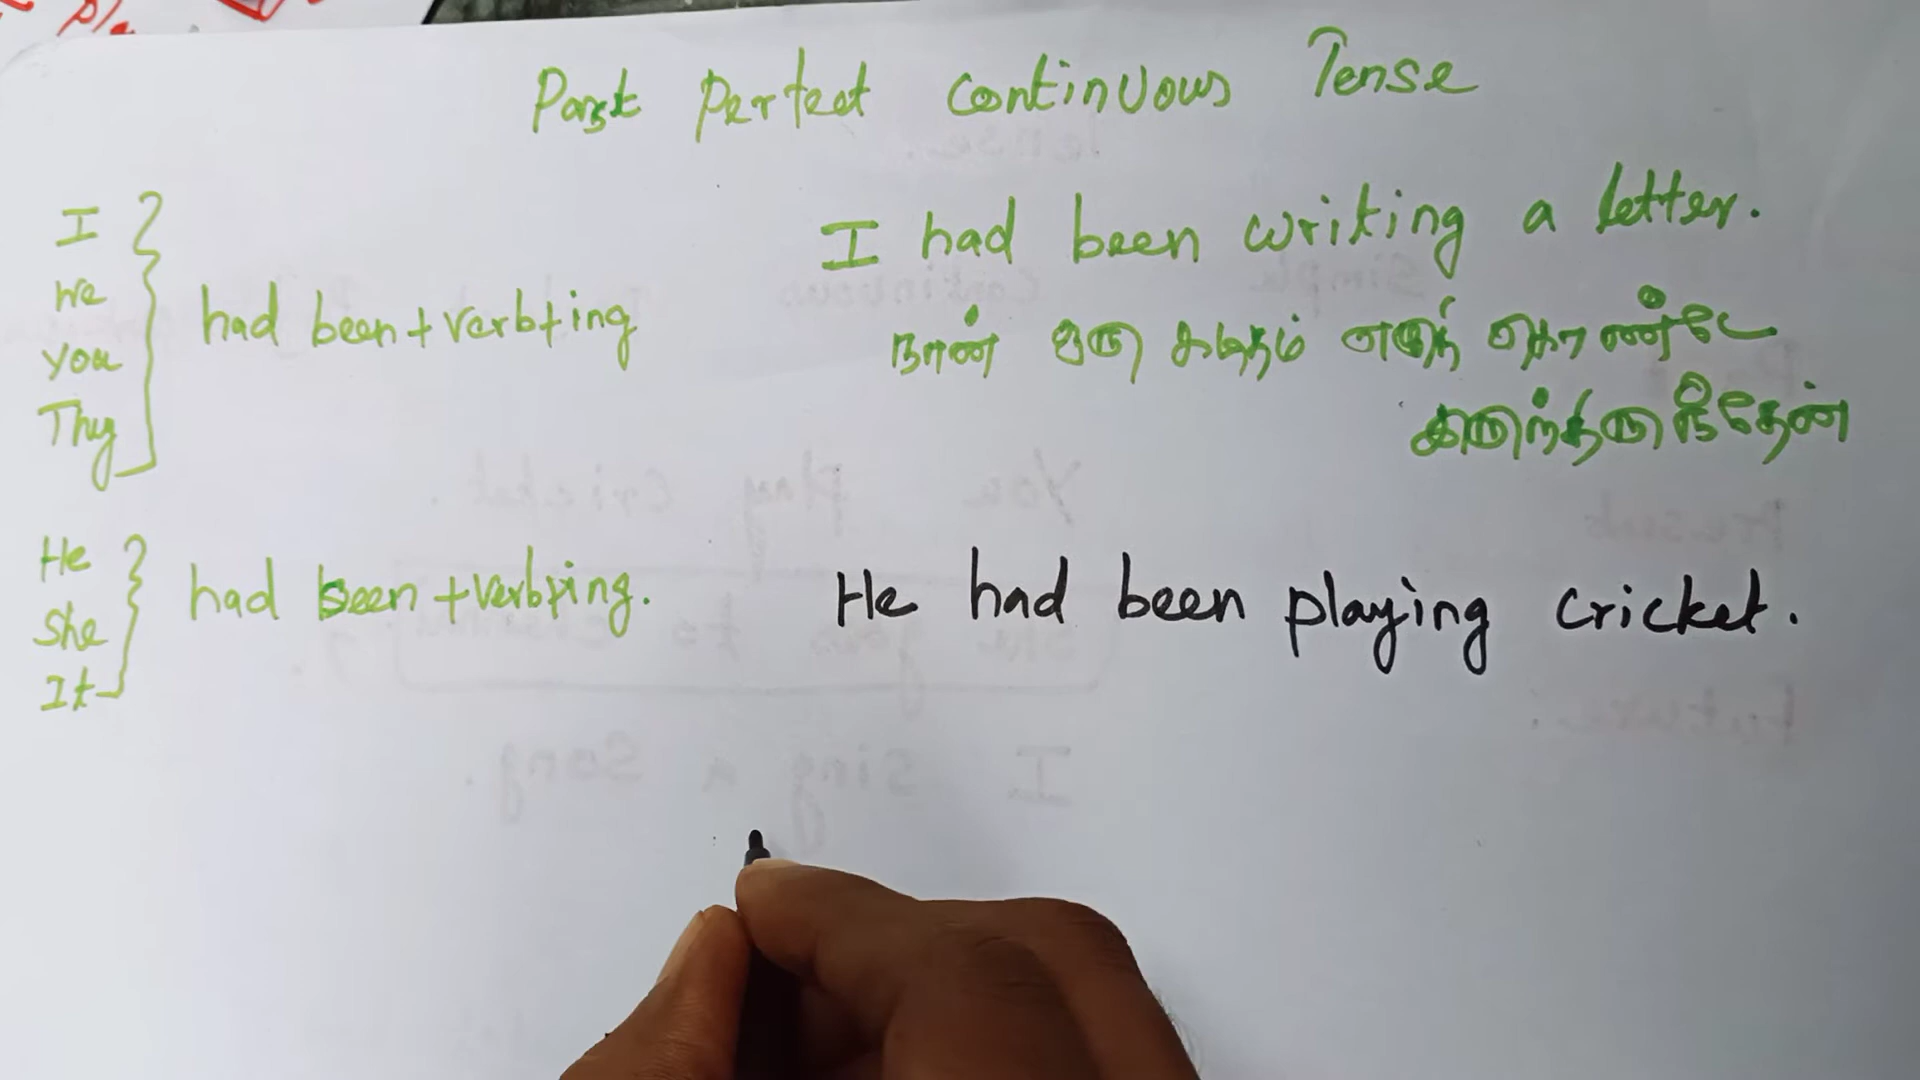 Past Perfect Continuous Tense
I
We
You
They
had been + verb + ing
I had been writing a letter.
நான் ஒரு கடிதம் எழுதி கொண்டே
இருந்திருந்தேன்
He
She
It
had been + verb + ing.
He had been playing cricket.